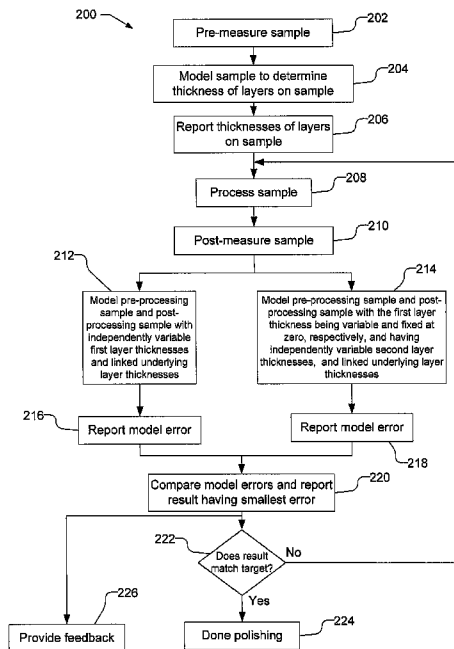 200
Pre-measure sample
202
Model sample to determine
thickness of layers on sample
204
Report thicknesses of layers
on sample
206
Process sample
208
Post-measure sample
210
212
Model pre-processing
sample and post-
processing sample with
independently variable
first layer thicknesses
and linked underlying
layer thicknesses
214
Model pre-processing sample and post-
processing sample with the first layer
thickness being variable and fixed at
zero, respectively, and having
independently variable second layer
thicknesses, and linked underlying layer
thicknesses
216
Report model error
Report model error
218
Compare model errors and report
result having smallest error
220
222
Does result
match target?
No
Yes
226
Provide feedback
Done polishing
224